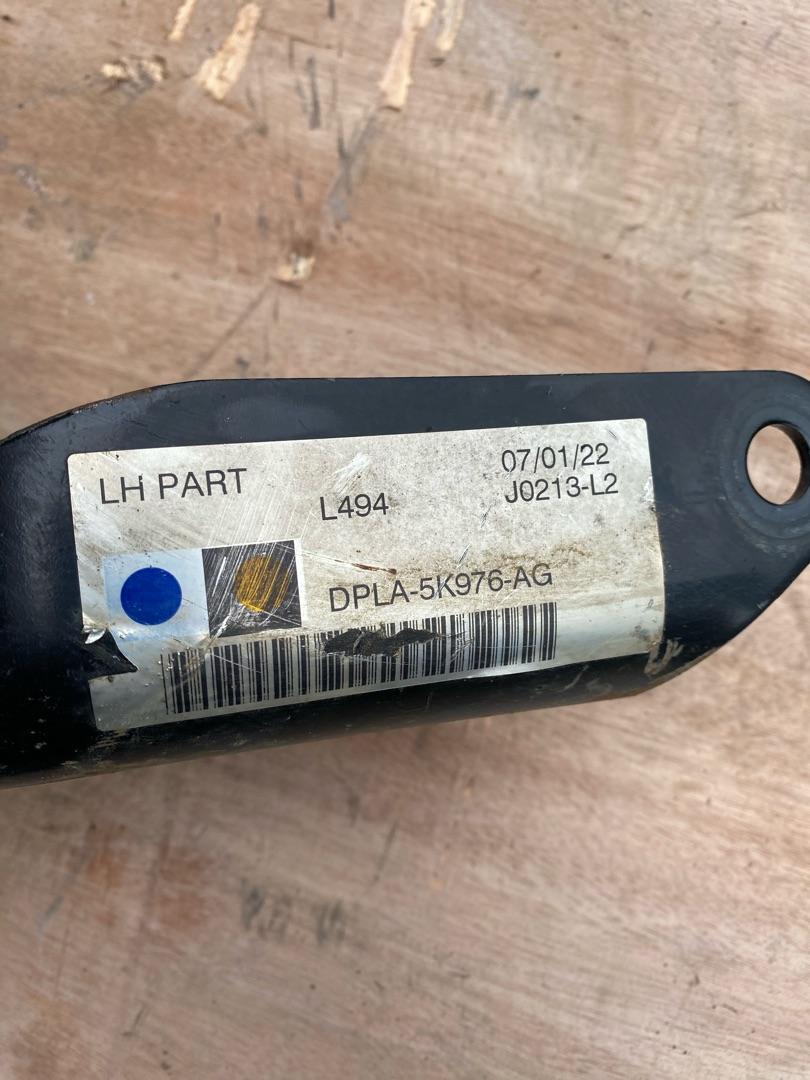 LH PART
L494
07/01/22
J0213-L2
DPLA-5K976-AG